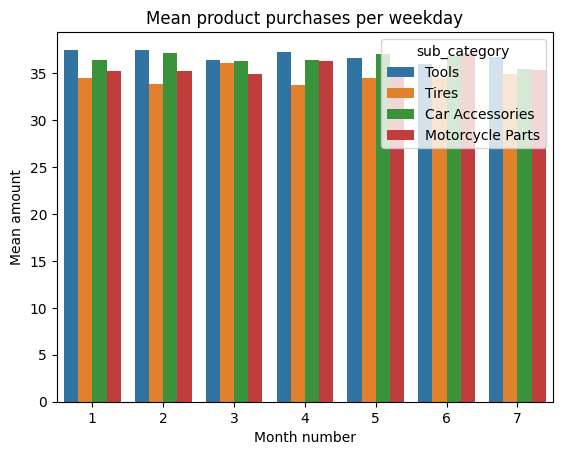 Mean product purchases per weekday
Mean amount
35
30
25
20
15
10
5
0
sub_category
Tools
Tires
Car Accessories
Motorcycle Parts
1 2 3 4 5 6 7
Month number